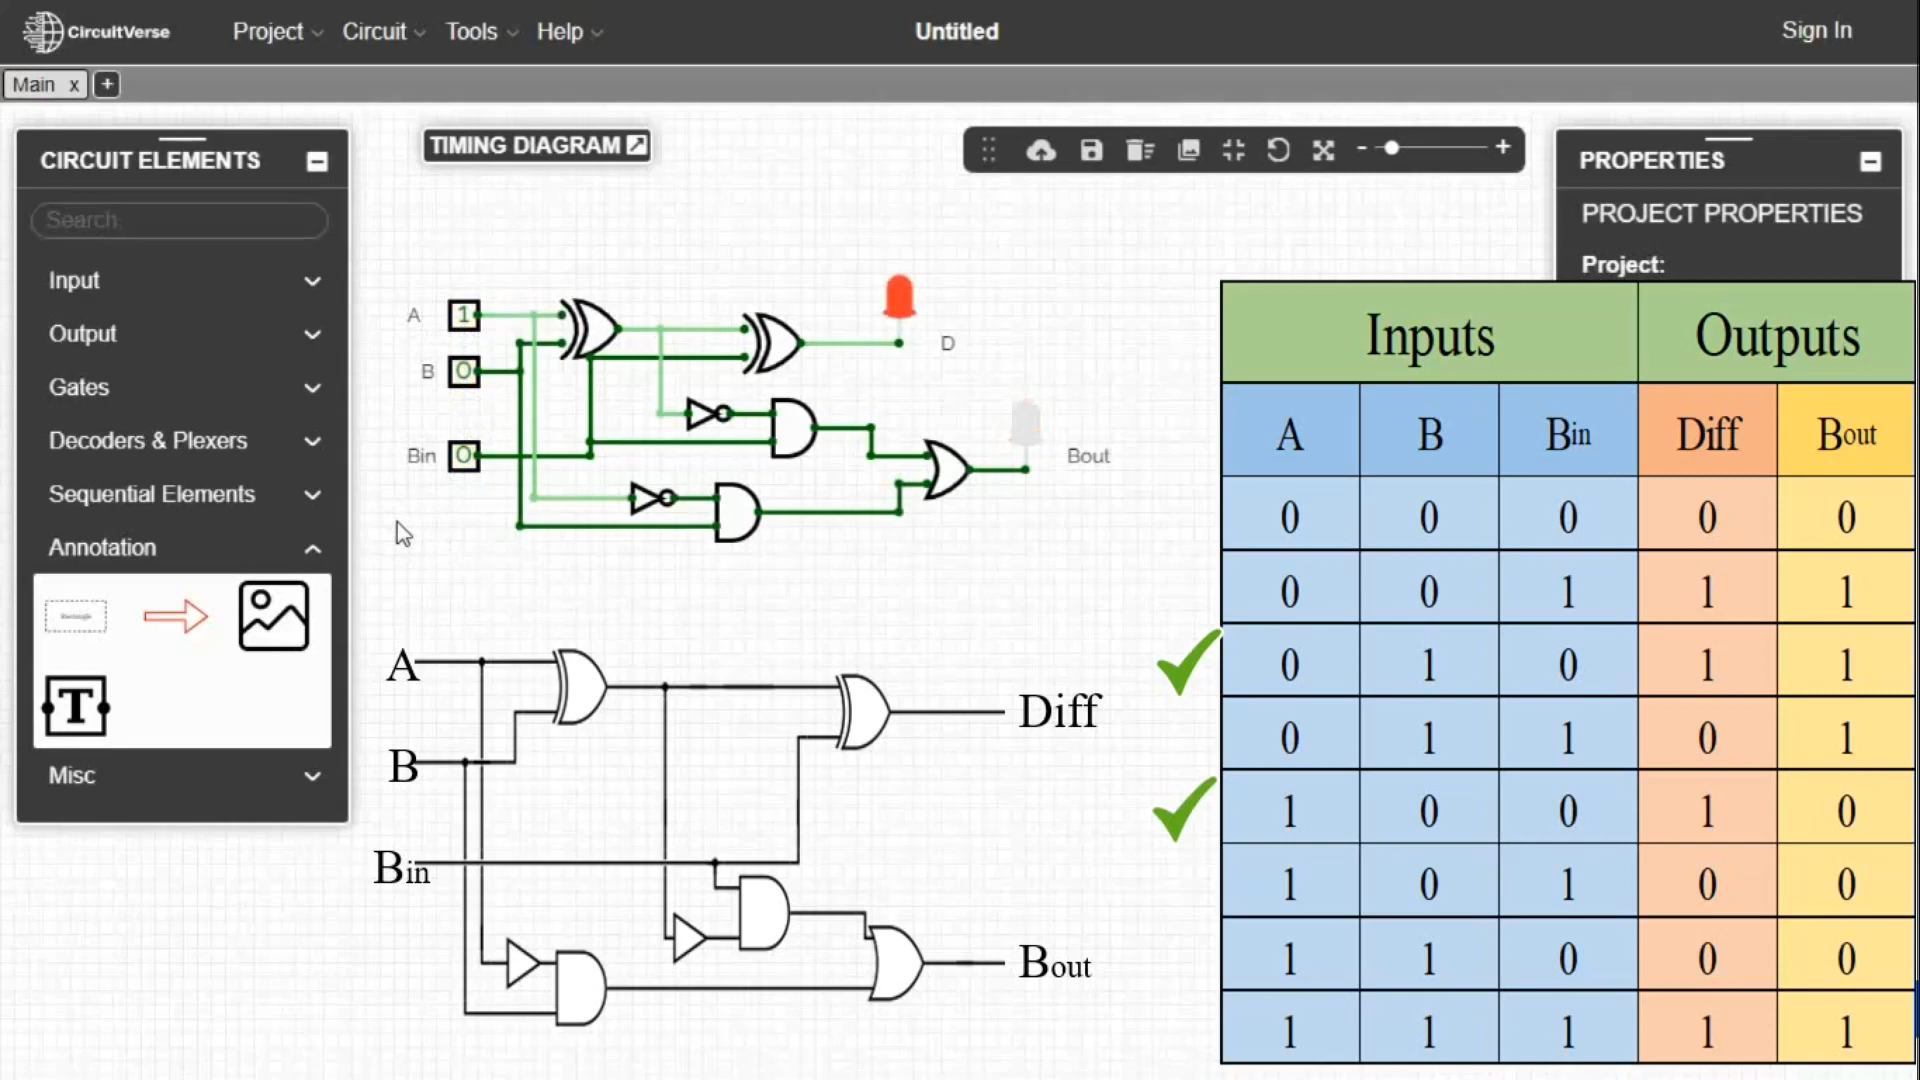 CircuitVerse
Project Circuit Tools Help
Untitled
Sign In
Main x +
CIRCUIT ELEMENTS
Search
Input
Output
Gates
Decoders & Plexers
Sequential Elements
Annotation
Rectangle
T
Misc
TIMING DIAGRAM
- +
PROPERTIES
PROJECT PROPERTIES
Project:
A 1
B 0
Bin 0
D
Bout
A
B
Bin
Diff
Bout
Inputs Outputs
A B Bin Diff Bout
0 0 0 0 0
0 0 1 1 1
0 1 0 1 1
0 1 1 0 1
1 0 0 1 0
1 0 1 0 0
1 1 0 0 0
1 1 1 1 1